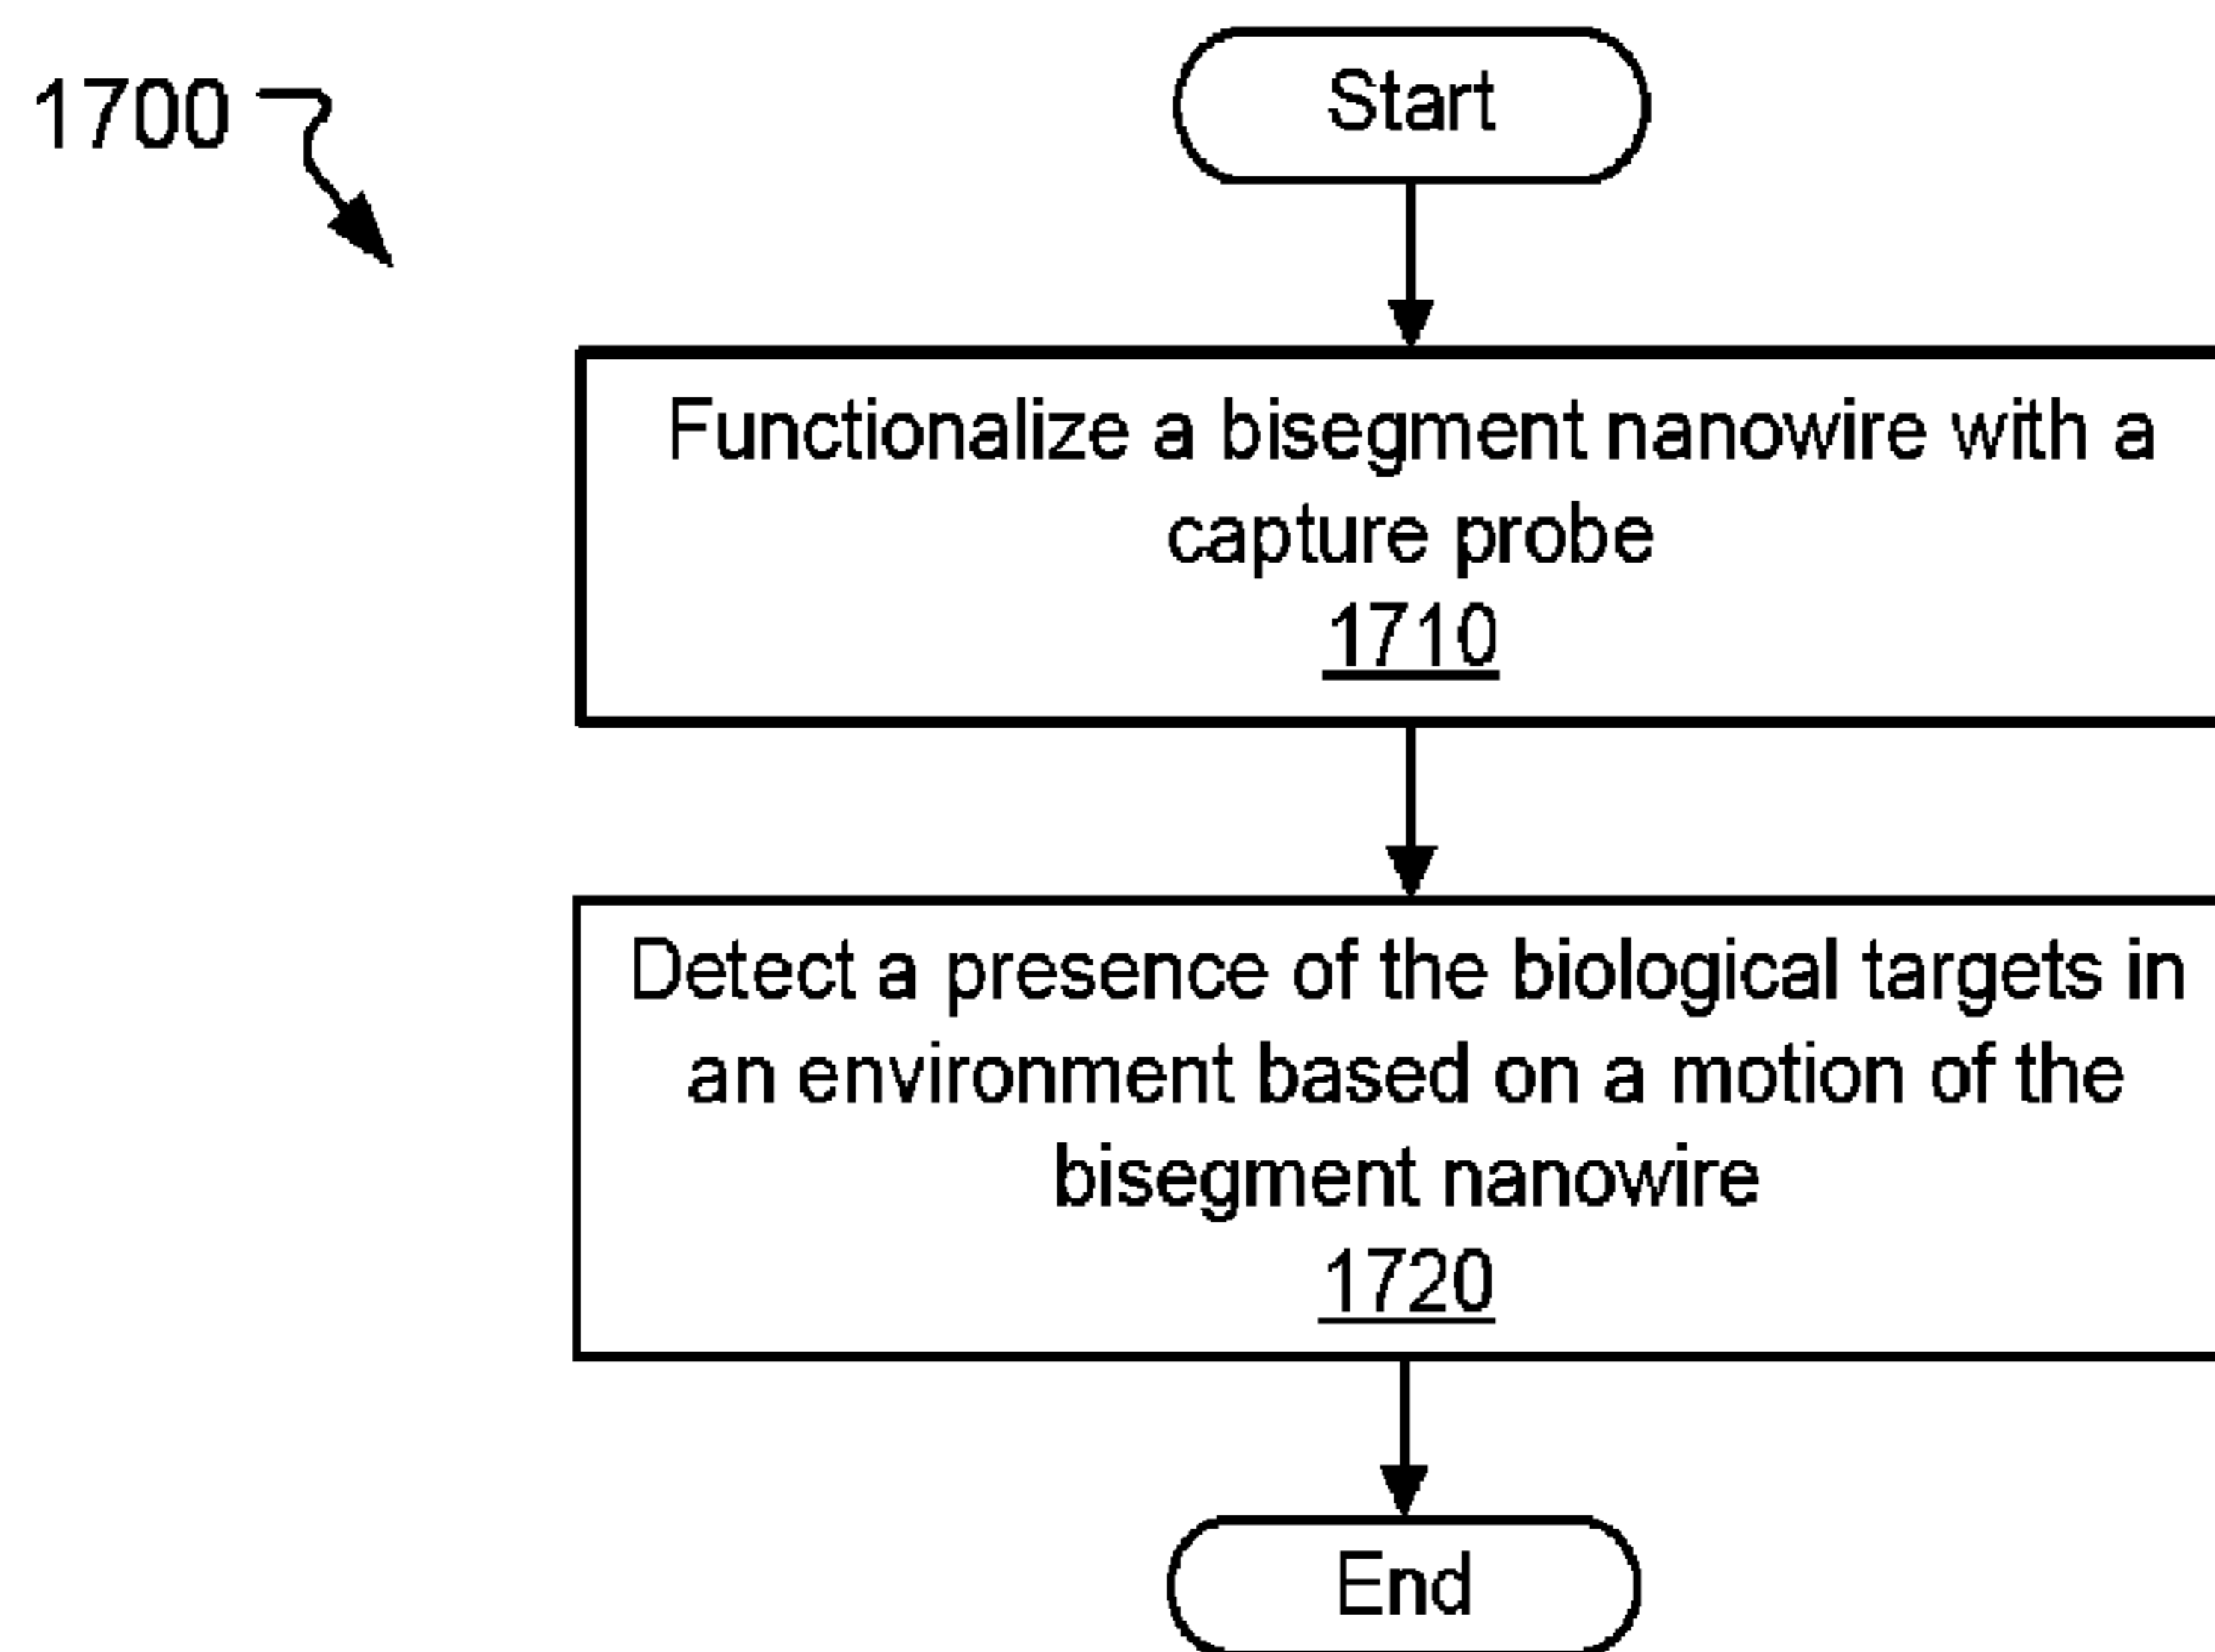 1700
Start
Functionalize a bisegment nanowire with a
capture probe
1710
Detect a presence of the biological targets in
an environment based on a motion of the
bisegment nanowire
1720
End